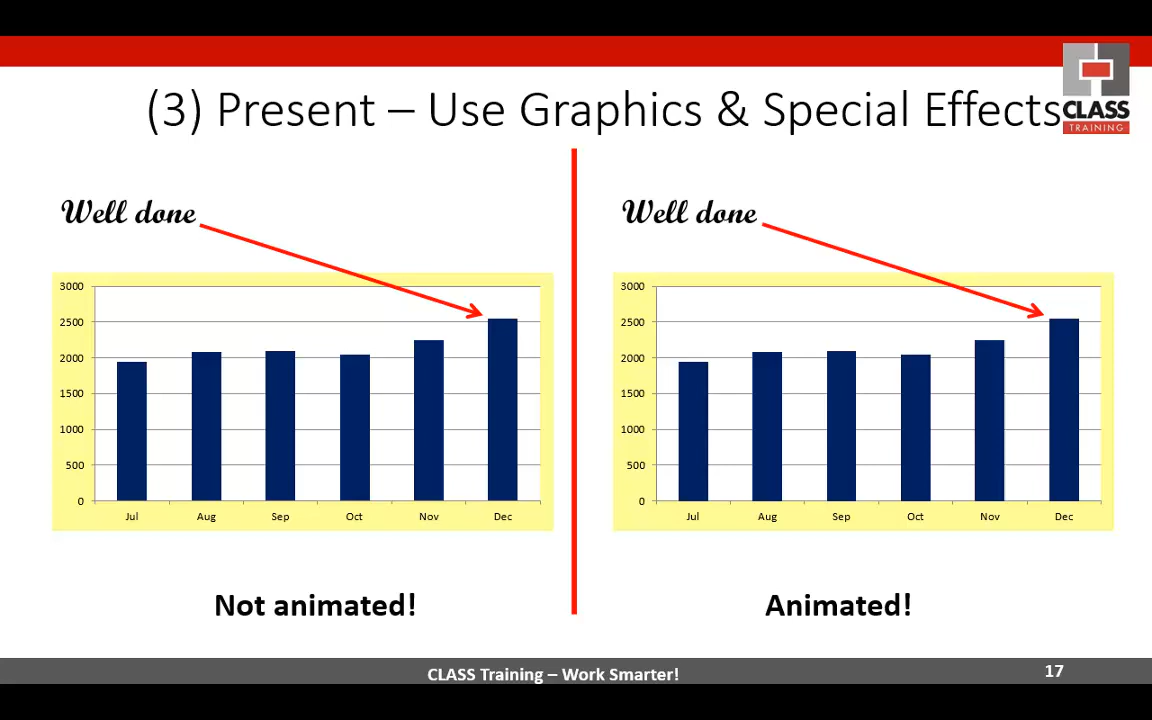 (3) Present – Use Graphics & Special Effects
CLASS
TRAINING
Well done
3000
2500
2000
1500
1000
500
0
Jul Aug Sep Oct Nov Dec
Not animated!
Well done
3000
2500
2000
1500
1000
500
0
Jul Aug Sep Oct Nov Dec
Animated!
CLASS Training – Work Smarter!
17